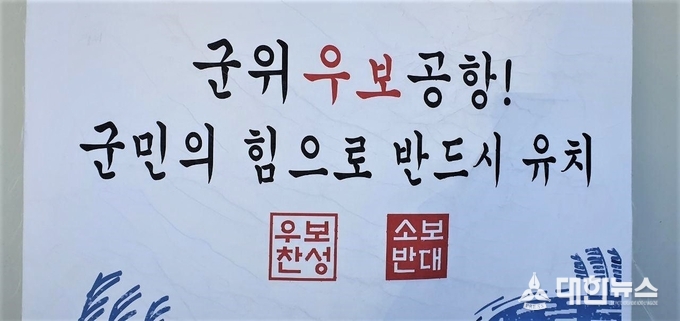 군위 우보공항!
군민의 힘으로 반드시 유치
우보
찬성
소보
반대
대한뉴스